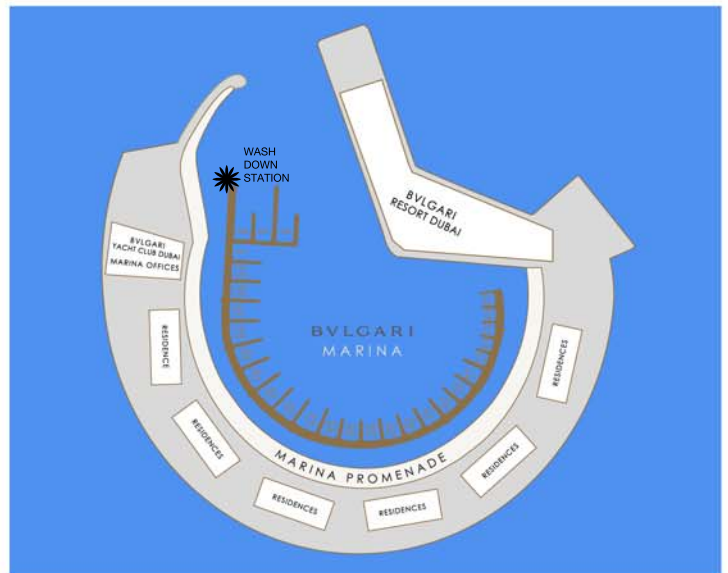 WASH
DOWN
STATION
BVLGARI
RESORT DUBAI
BVLGARI
YACHT CLUB DUBAI
MARINA OFFICES
BVLGARI
MARINA
RESIDENCE
RESIDENCES
RESIDENCES
RESIDENCES
RESIDENCES
RESIDENCES
MARINA PROMENADE